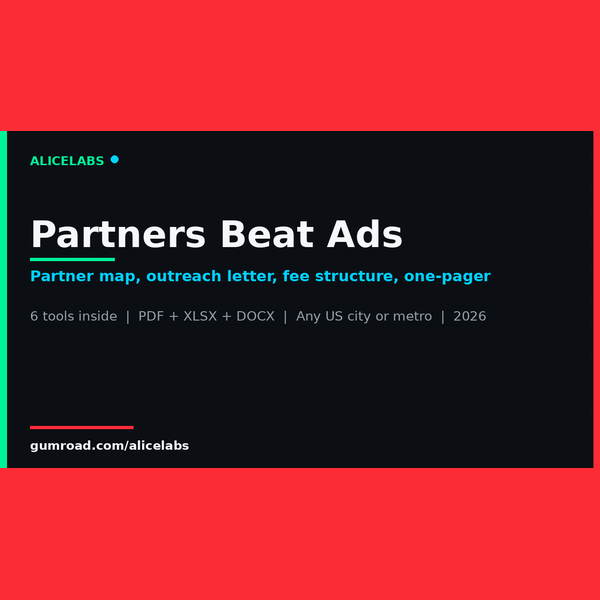 ALICELABS
Partners Beat Ads
Partner map, outreach letter, fee structure, one-pager
6 tools inside | PDF + XLSX + DOCX | Any US city or metro | 2026
gumroad.com/alicelabs